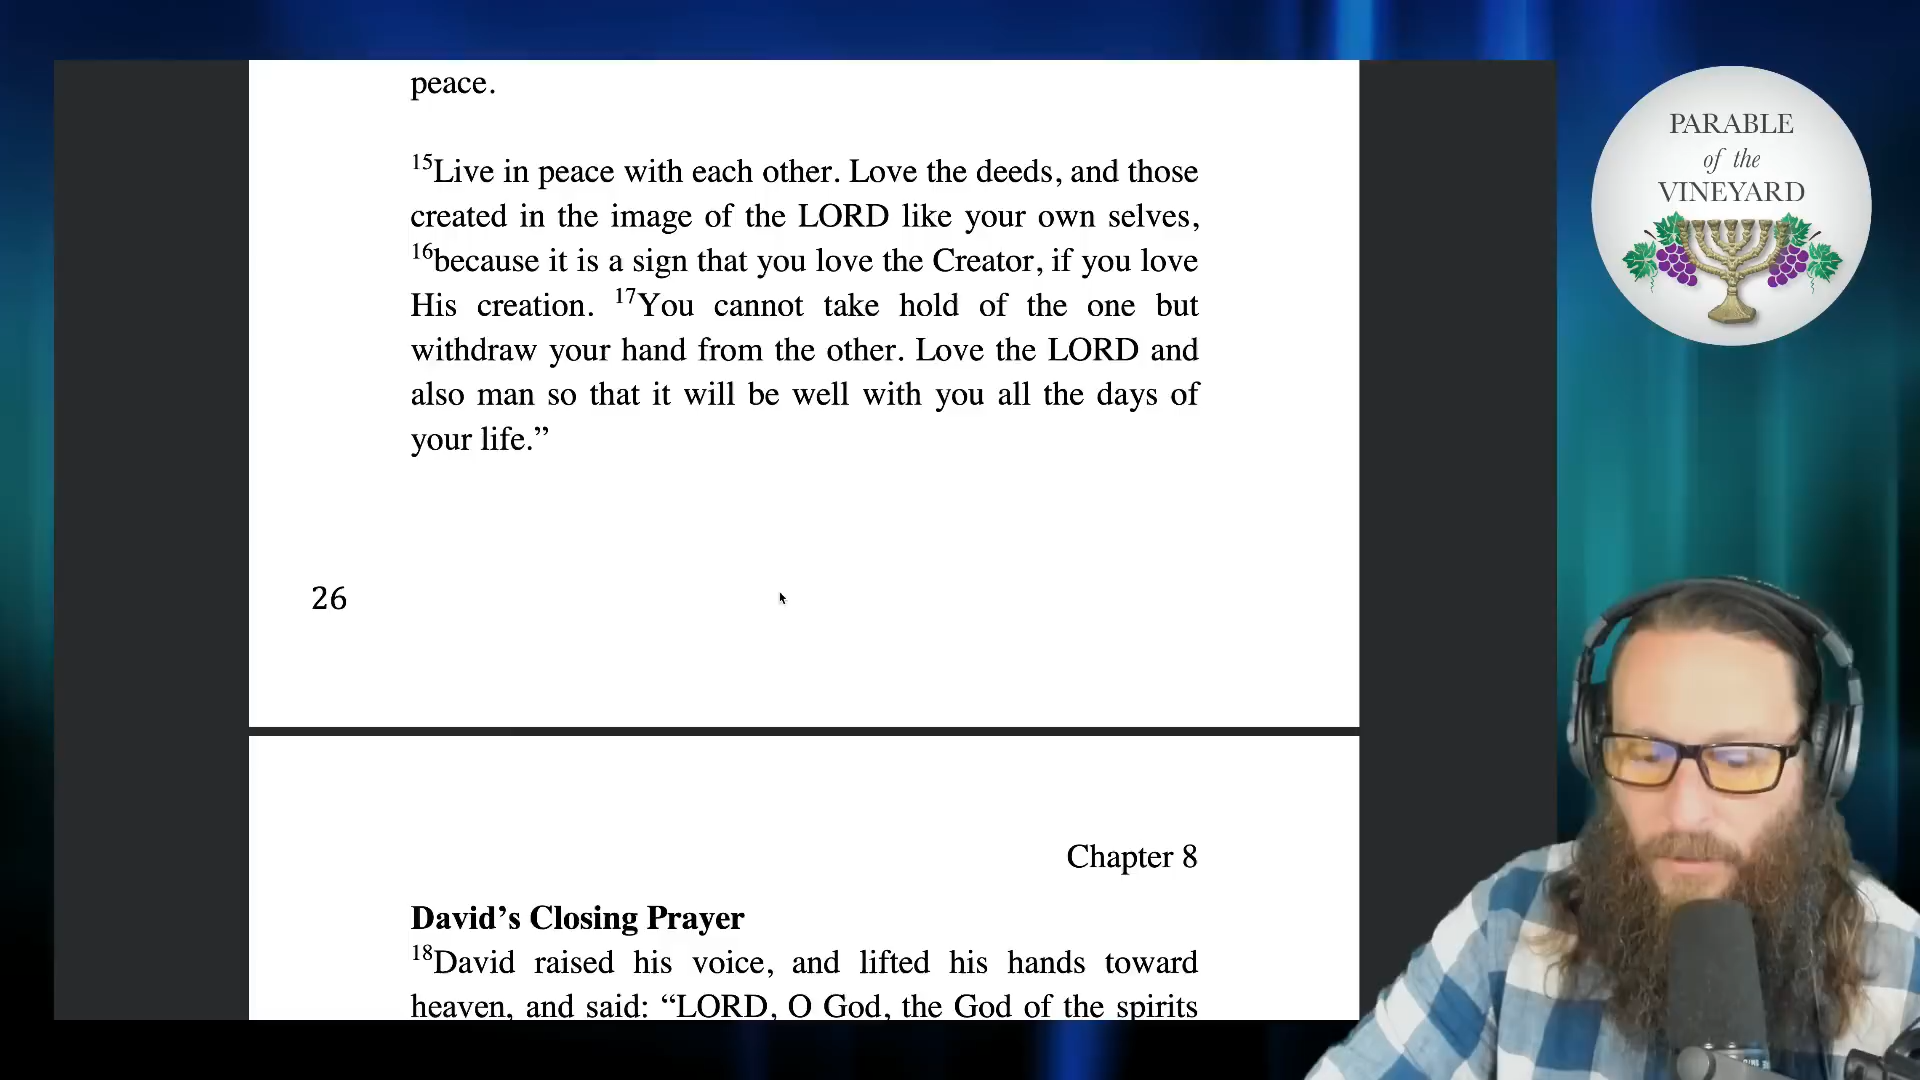 peace.
¹⁵Live in peace with each other. Love the deeds, and those
created in the image of the LORD like your own selves,
¹⁶because it is a sign that you love the Creator, if you love
His creation. ¹⁷You cannot take hold of the one but
withdraw your hand from the other. Love the LORD and
also man so that it will be well with you all the days of
your life.”
26
Chapter 8
David’s Closing Prayer
¹⁸David raised his voice, and lifted his hands toward
heaven, and said: “LORD, O God, the God of the spirits
PARABLE
of the
VINEYARD